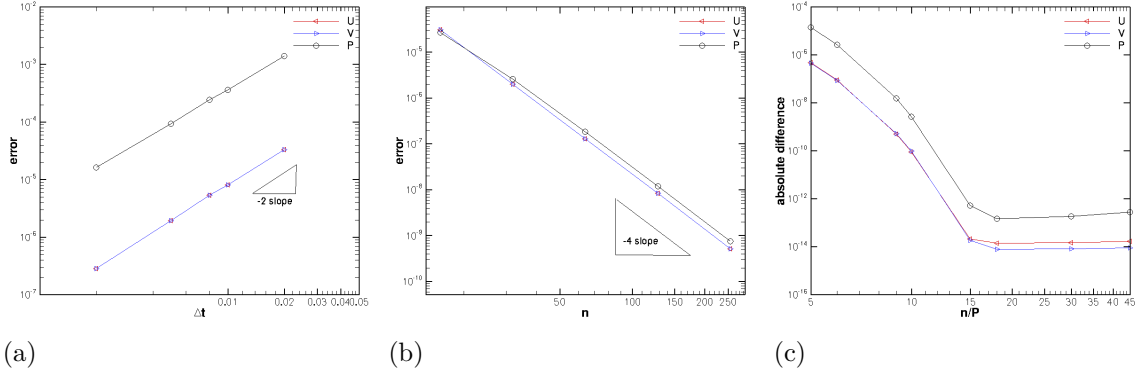 10^-2
10^-3
10^-4
10^-5
10^-6
10^-7
error
U
V
P
-2 slope
0.01
0.02
0.03
0.04
0.05
Δt
(a)
10^-5
10^-6
10^-7
10^-8
10^-9
10^-10
error
U
V
P
-4 slope
50
100
150
200
250
n
(b)
10^-4
10^-6
10^-8
10^-10
10^-12
10^-14
10^-16
absolute difference
U
V
P
5
10
15
20
25
30
35
40
45
n/P
(c)